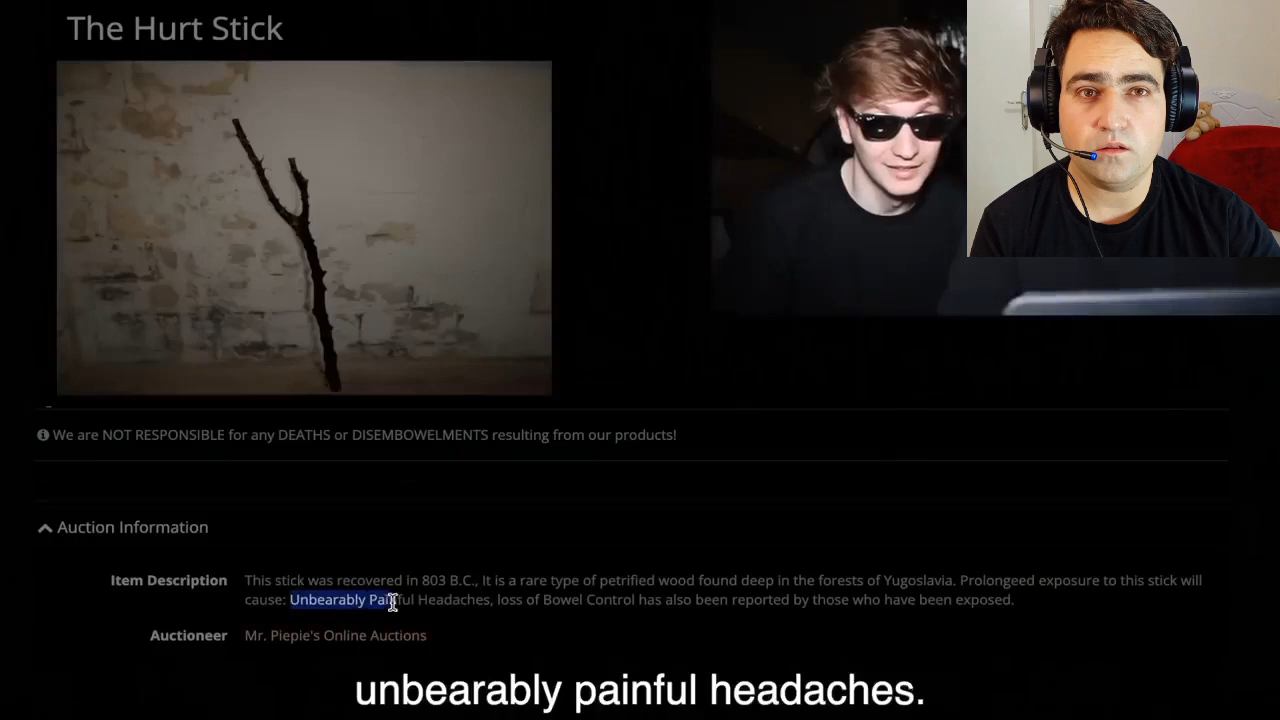 The Hurt Stick
We are NOT RESPONSIBLE for any DEATHS or DISEMBOWELMENTS resulting from our products!
Auction Information
Item Description This stick was recovered in 803 B.C., It is a rare type of petrified wood found deep in the forests of Yugoslavia. Prolongeed exposure to this stick will
cause: Unbearably Painful Headaches, loss of Bowel Control has also been reported by those who have been exposed.
Auctioneer Mr. Piepie's Online Auctions
unbearably painful headaches.